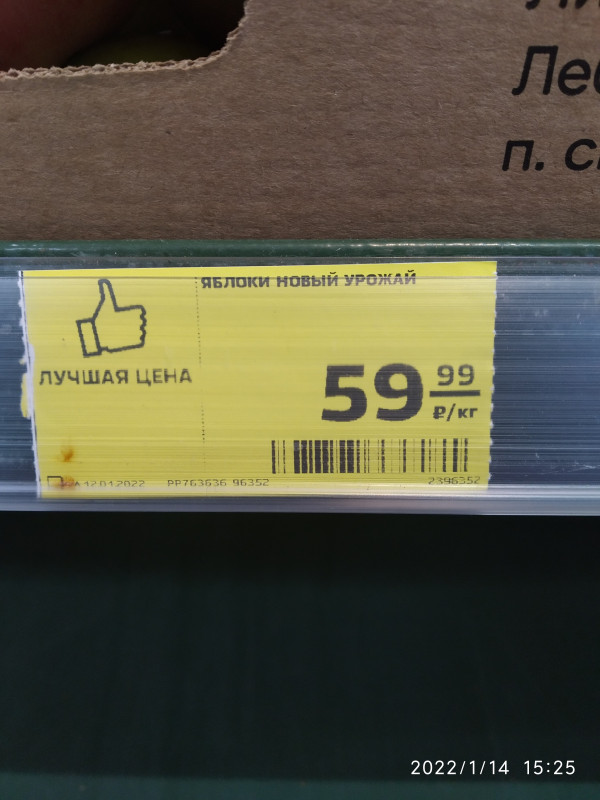 Леб
п. с
ЯБЛОКИ НОВЫЙ УРОЖАЙ
ЛУЧШАЯ ЦЕНА
59 99
₽/кг
12.01.2022 PP763636 96352
2396352
2022/1/14 15:25